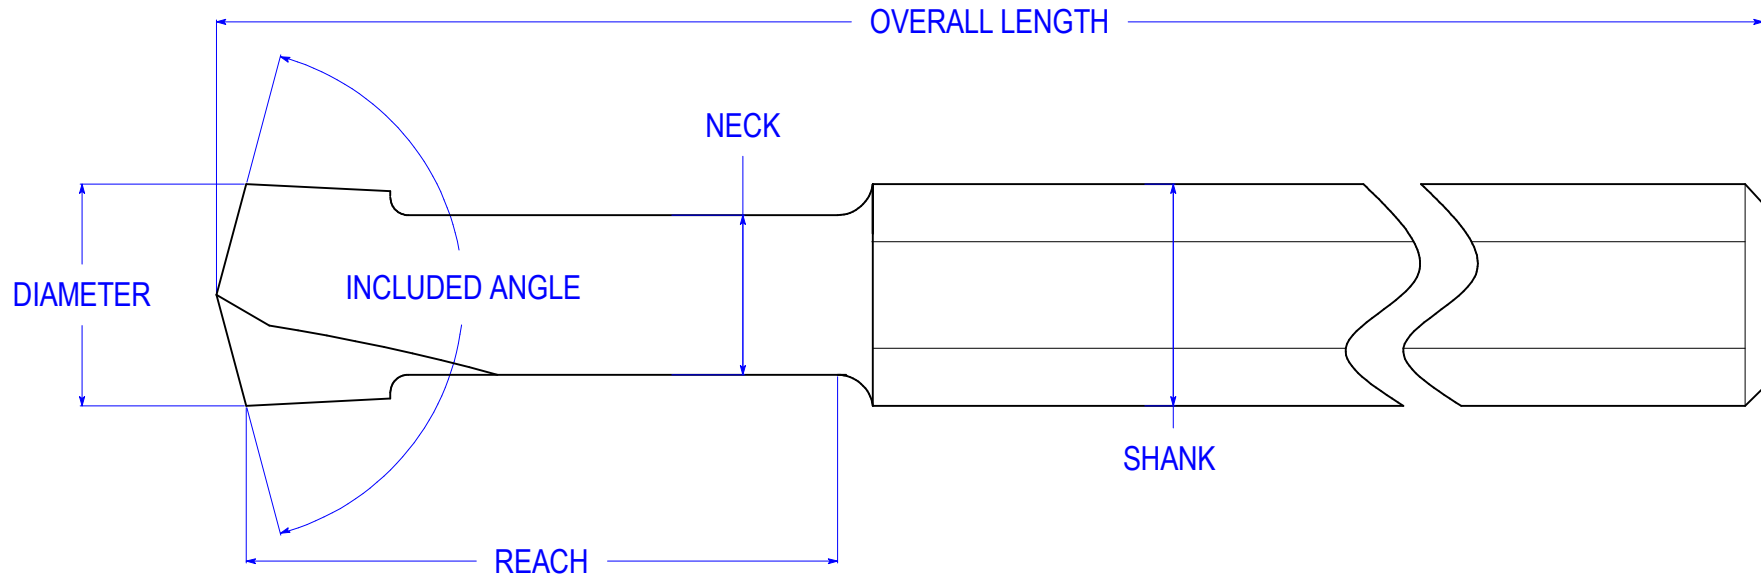 OVERALL LENGTH
NECK
DIAMETER
INCLUDED ANGLE
SHANK
REACH